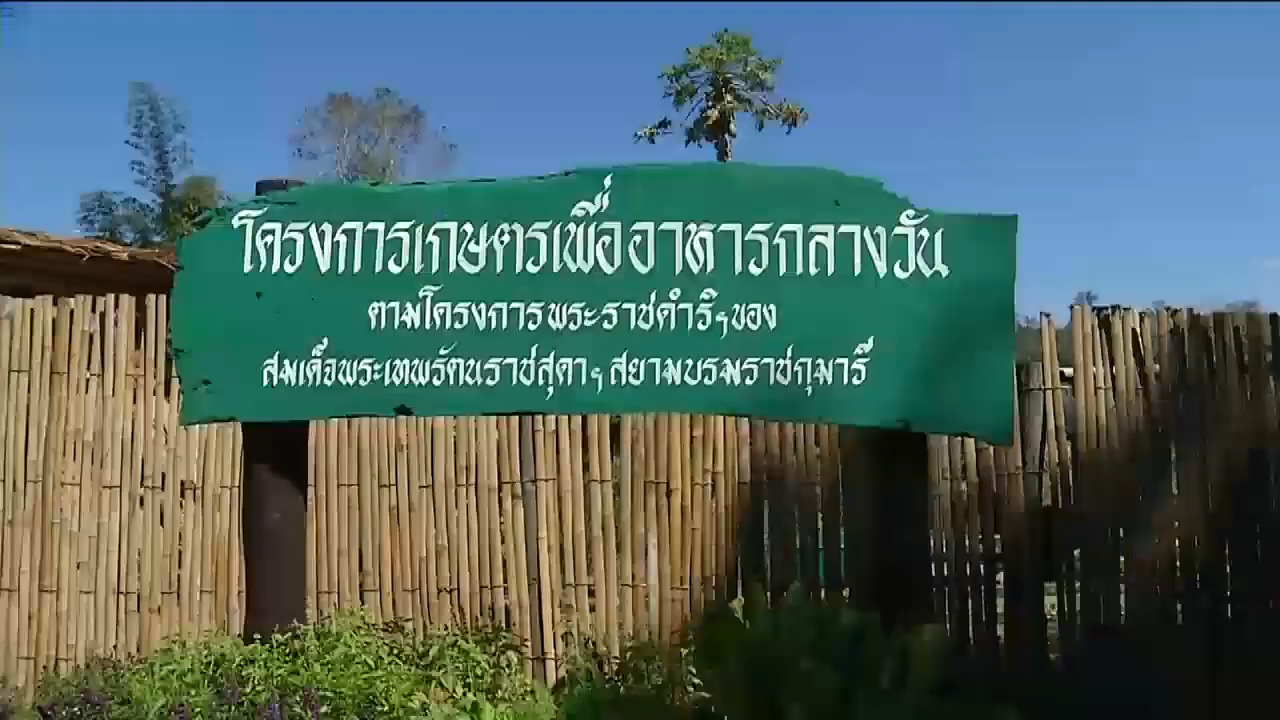 โครงการเกษตรเพื่ออาหารกลางวัน
ตามโครงการพระราชดำริฯของ
สมเด็จพระเทพรัตนราชสุดาฯ สยามบรมราชกุมารี